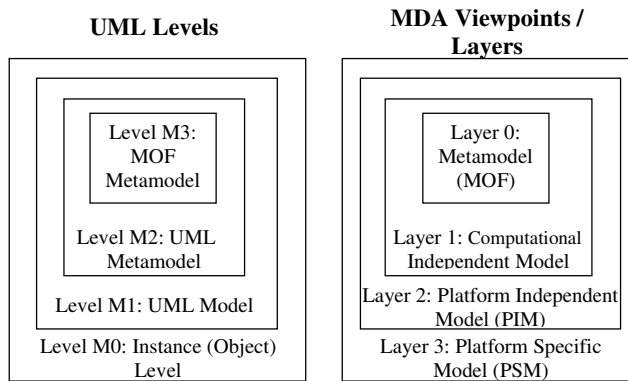 UML Levels
Level M3:
MOF
Metamodel
Level M2: UML
Metamodel
Level M1: UML Model
Level M0: Instance (Object)
Level
MDA Viewpoints /
Layers
Layer 0:
Metamodel
(MOF)
Layer 1: Computational
Independent Model
Layer 2: Platform Independent
Model (PIM)
Layer 3: Platform Specific
Model (PSM)